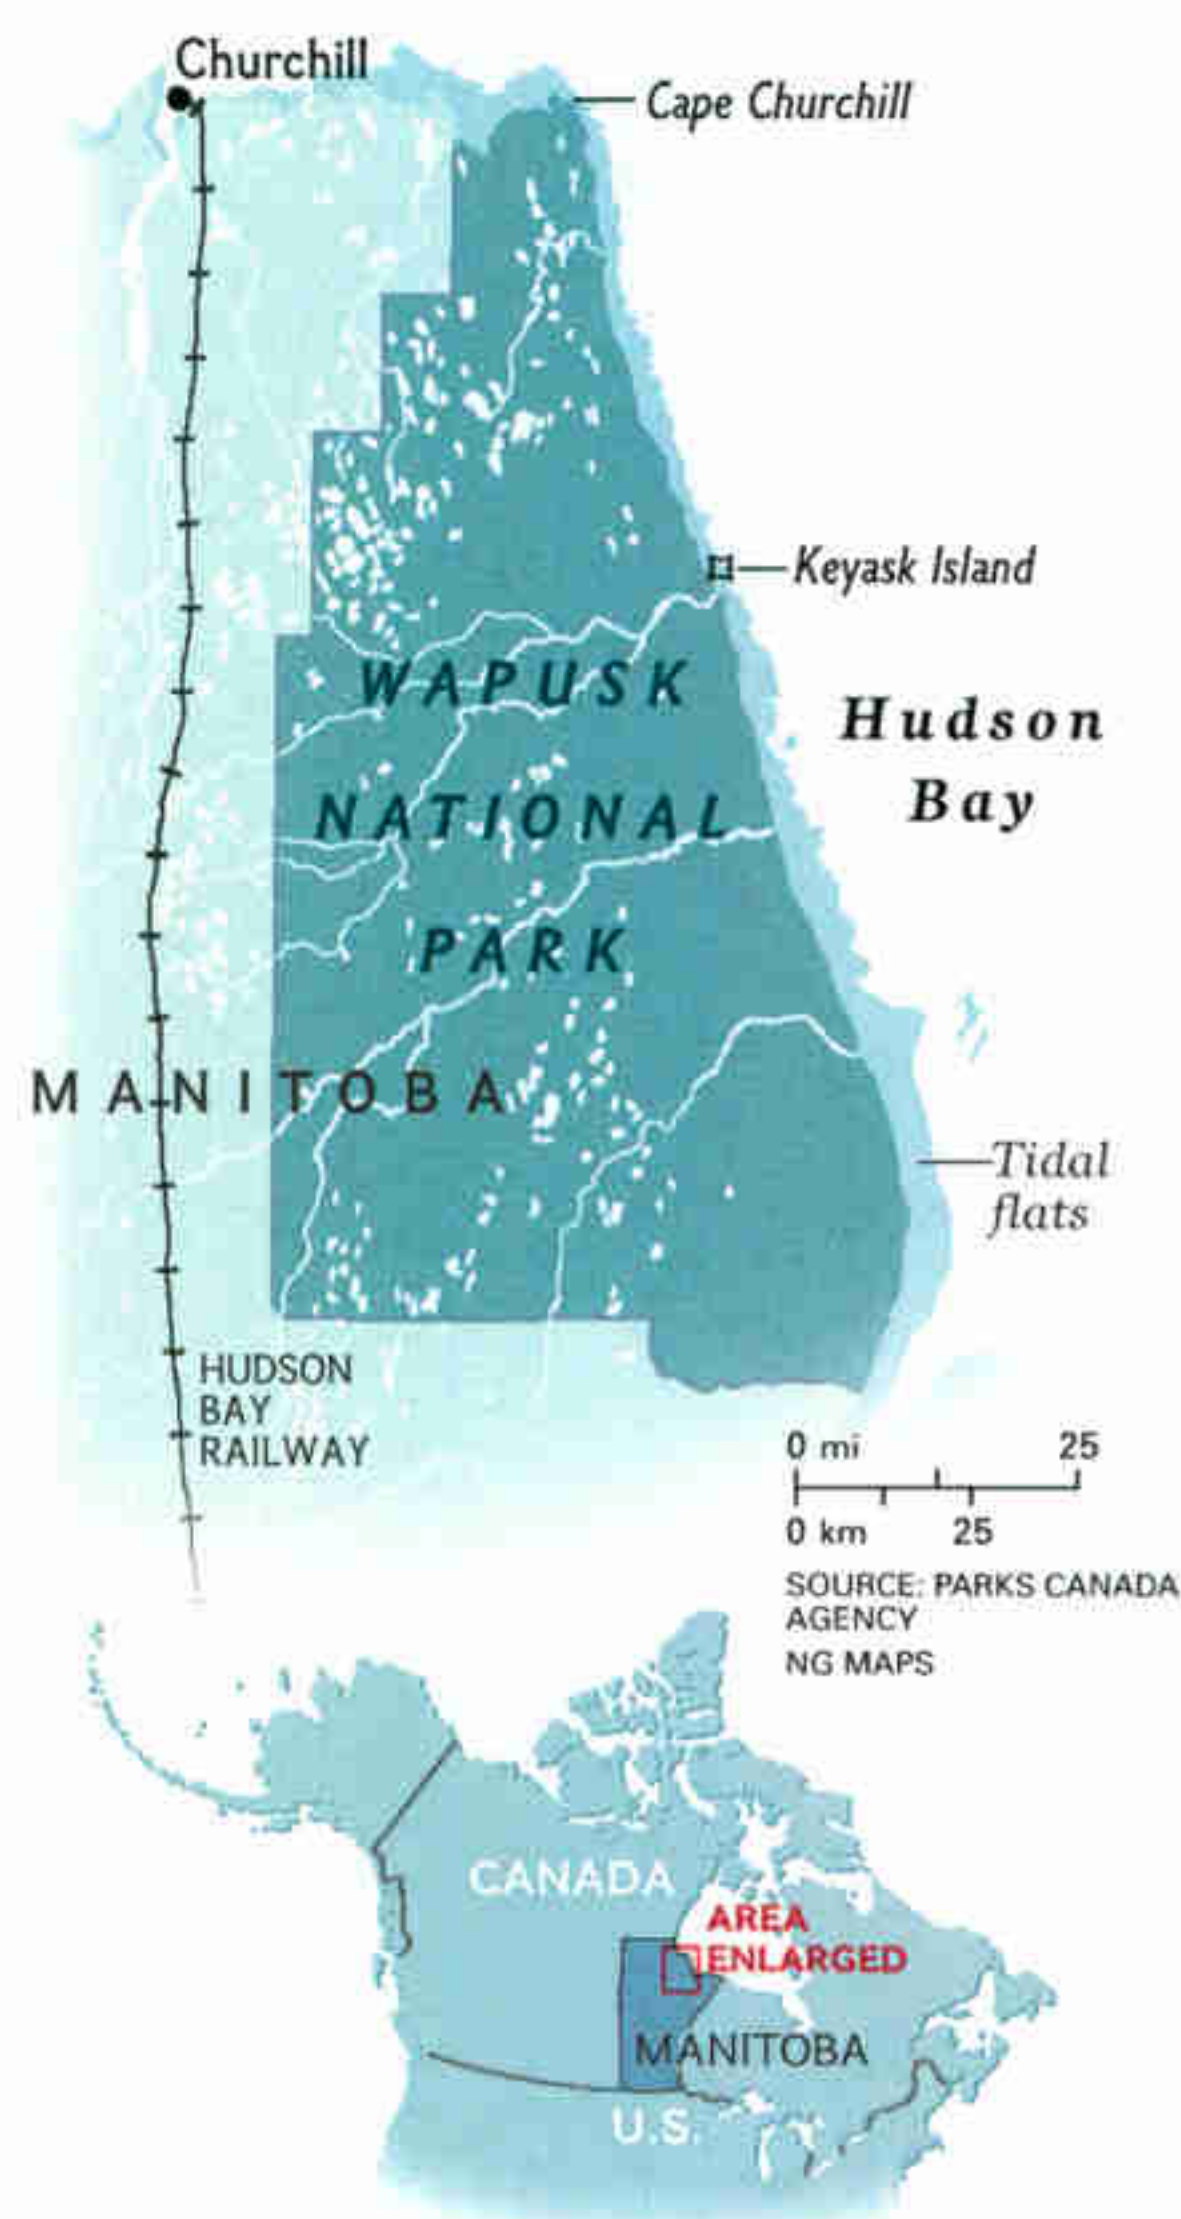 Churchill
Cape Churchill
Keyask Island
WAPUSK
Hudson
Bay
NATIONAL
PARK
MANITOBA
Tidal
flats
HUDSON
BAY
RAILWAY
0 mi 25
0 km 25
SOURCE: PARKS CANADA
AGENCY
NG MAPS
CANADA
AREA
ENLARGED
MANITOBA
U.S.